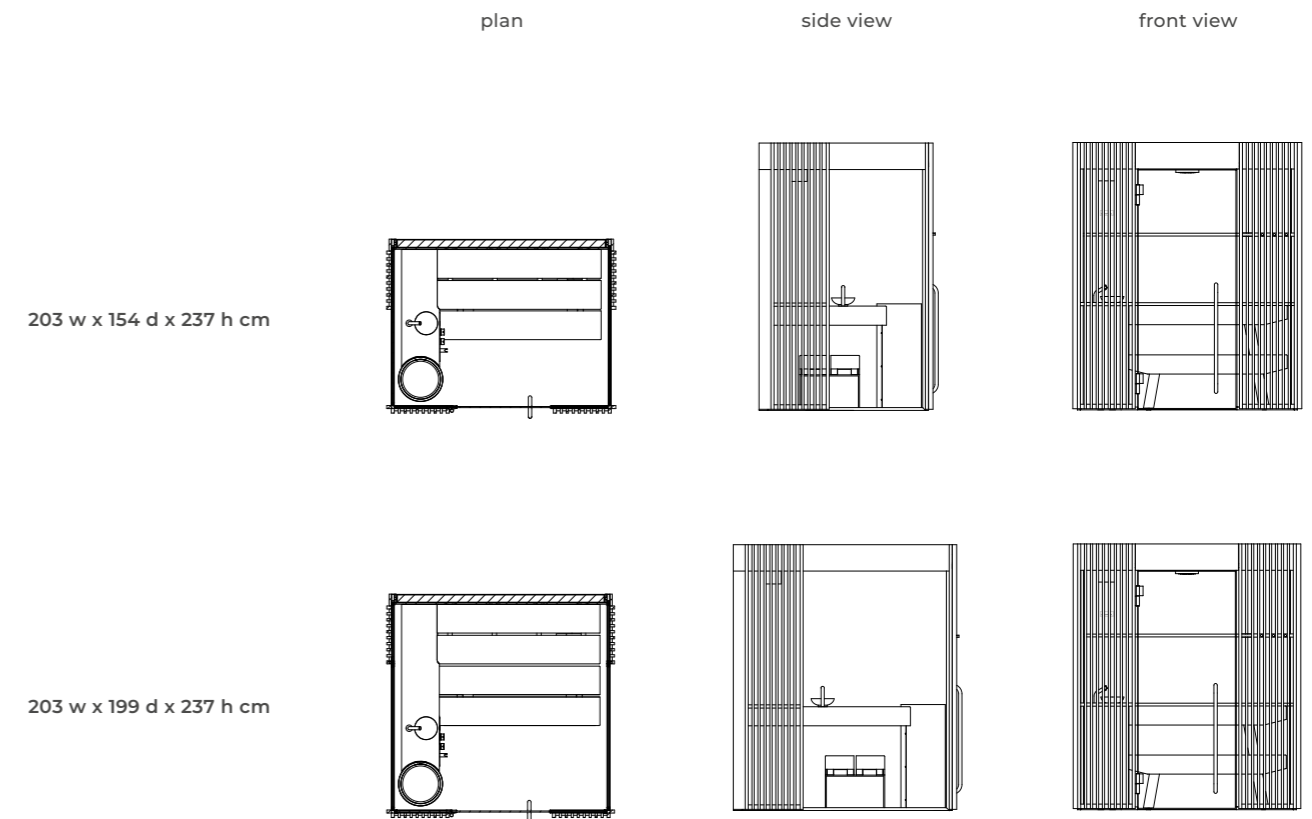 plan
side view
front view
203 w x 154 d x 237 h cm
203 w x 199 d x 237 h cm